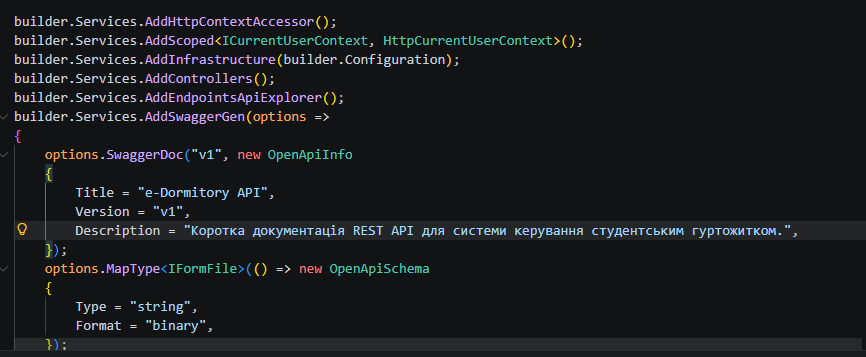 builder.Services.AddHttpContextAccessor();
builder.Services.AddScoped<ICurrentUserContext, HttpCurrentUserContext>();
builder.Services.AddInfrastructure(builder.Configuration);
builder.Services.AddControllers();
builder.Services.AddEndpointsApiExplorer();
builder.Services.AddSwaggerGen(options =>
{
    options.SwaggerDoc("v1", new OpenApiInfo
    {
        Title = "e-Dormitory API",
        Version = "v1",
        Description = "Коротка документація REST API для системи керування студентським гуртожитком.",
    });
    options.MapType<IFormFile>(() => new OpenApiSchema
    {
        Type = "string",
        Format = "binary",
    });